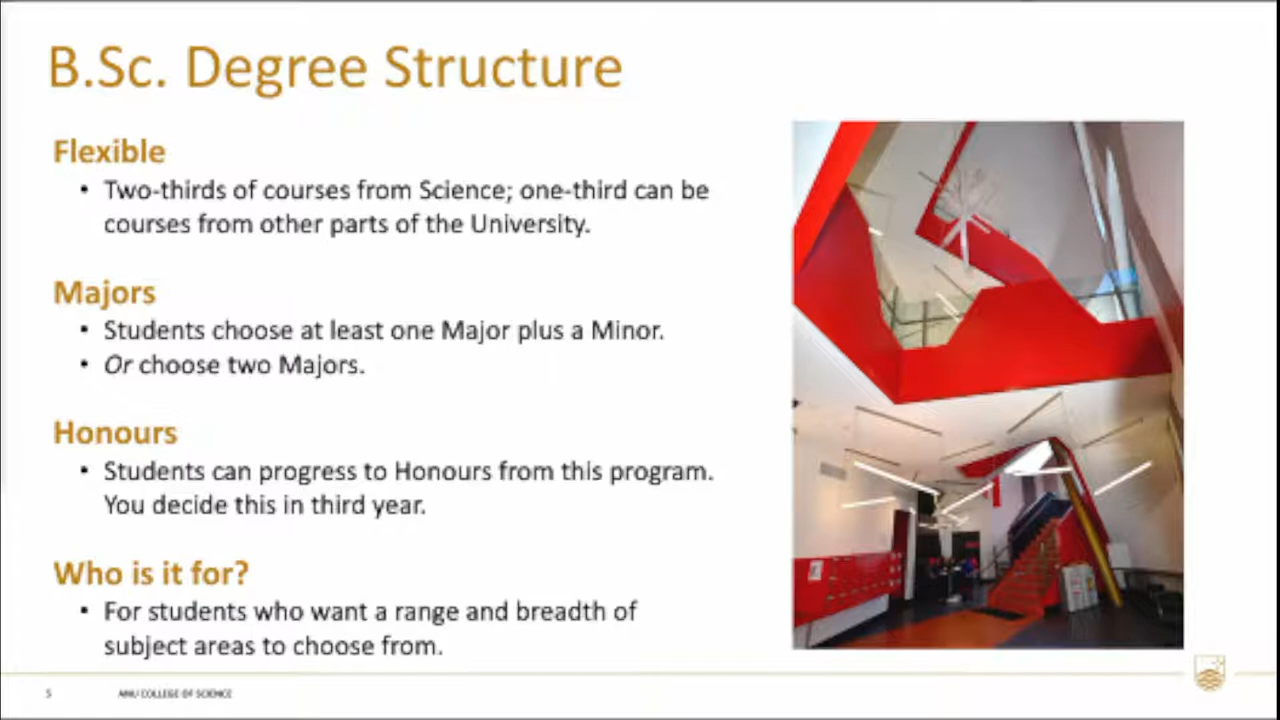 B.Sc. Degree Structure
Flexible
• Two-thirds of courses from Science; one-third can be
courses from other parts of the University.
Majors
• Students choose at least one Major plus a Minor.
• Or choose two Majors.
Honours
• Students can progress to Honours from this program.
You decide this in third year.
Who is it for?
• For students who want a range and breadth of
subject areas to choose from.
5 ANU COLLEGE OF SCIENCE